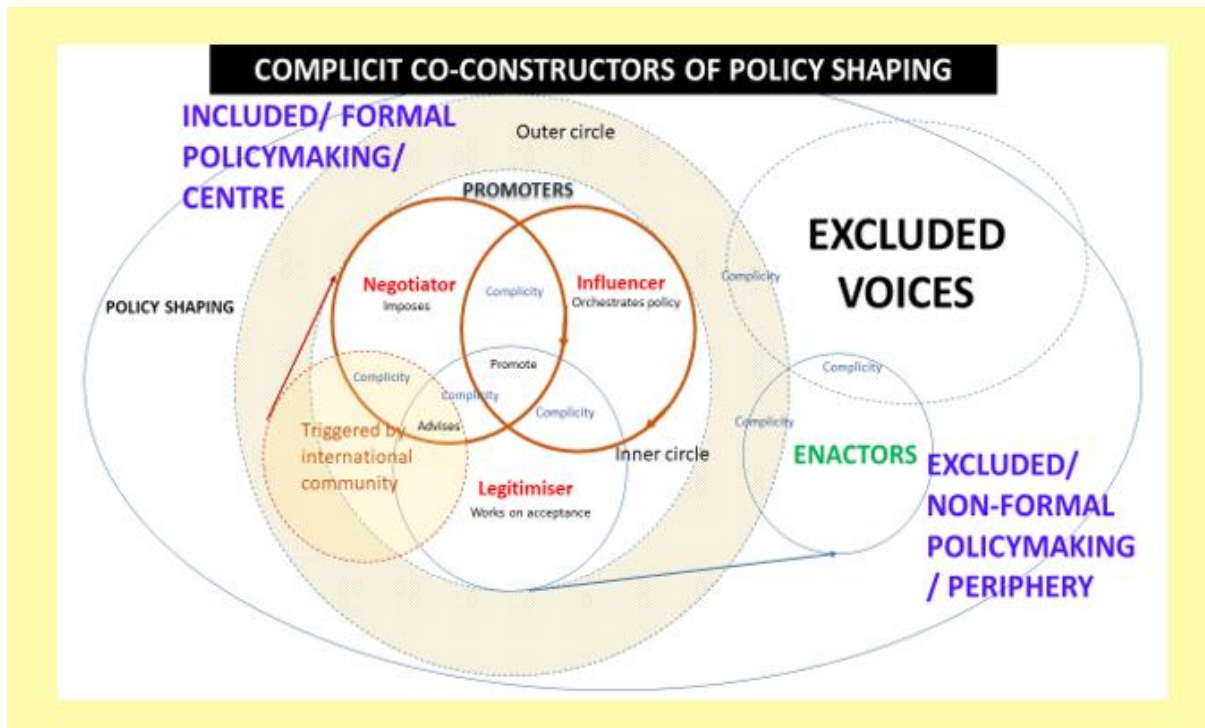 COMPLICIT CO-CONSTRUCTORS OF POLICY SHAPING
INCLUDED/ FORMAL
POLICYMAKING/
CENTRE
Outer circle
PROMOTERS
EXCLUDED
VOICES
Complicity
Negotiator
Imposes
Complicity
Influencer
Orchestrates policy
POLICY SHAPING
Promote
Complicity
Complicity
Complicity
Complicity
Complicity
Advises
Triggered by
international
community
Inner circle
ENACTORS
EXCLUDED/
NON-FORMAL
POLICYMAKING
/ PERIPHERY
Legitimiser
Works on acceptance